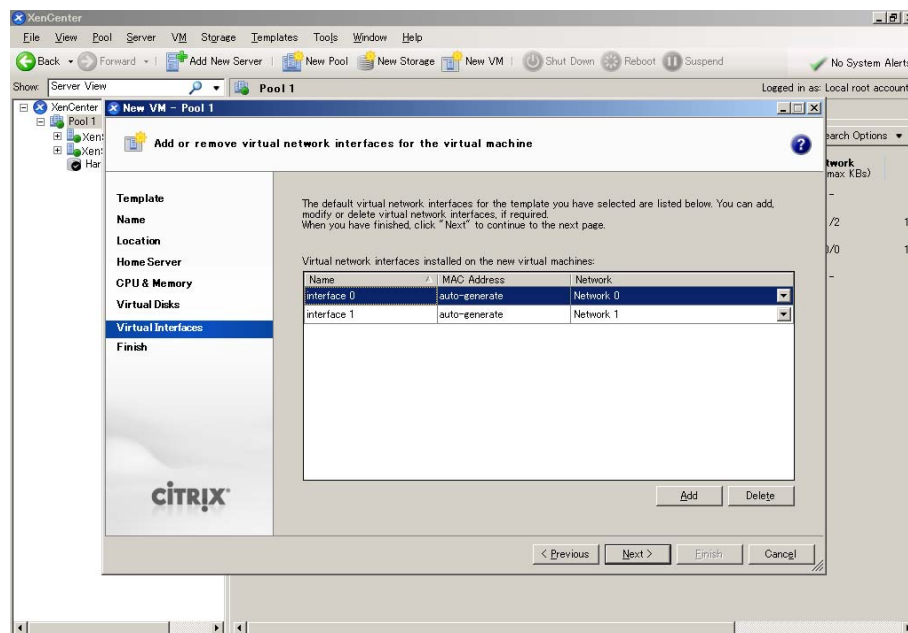 XenCenter
File View Pool Server VM Storage Templates Tools Window Help
Back Forward Add New Server New Pool New Storage New VM Shut Down Reboot Suspend No System Alerts
Show: Server View Pool 1 Logged in as: Local root account
XenCenter
Pool 1
New VM - Pool 1
Add or remove virtual network interfaces for the virtual machine
Template
Name
Location
Home Server
CPU & Memory
Virtual Disks
Virtual Interfaces
Finish
CITRIX
The default virtual network interfaces for the template you have selected are listed below. You can add,
modify or delete virtual network interfaces, if required.
When you have finished, click "Next" to continue to the next page.
Virtual network interfaces installed on the new virtual machines:
Name MAC Address Network
interface 0 auto-generate Network 0
interface 1 auto-generate Network 1
Add Delete
< Previous Next > Finish Cancel